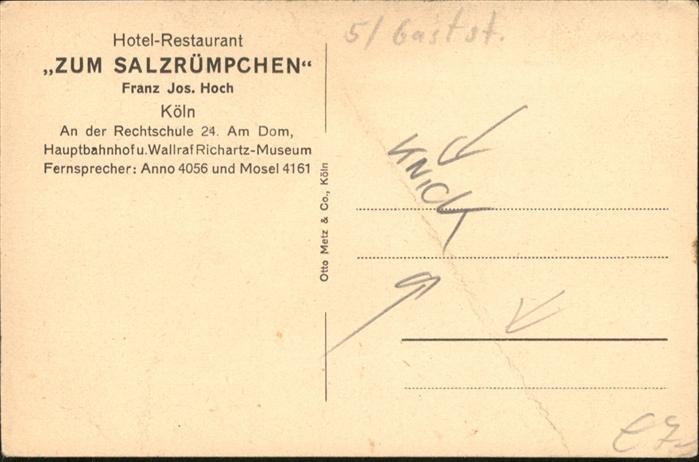 Hotel-Restaurant
„ZUM SALZRÜMPCHEN“
Franz Jos. Hoch
Köln
An der Rechtschule 24. Am Dom,
Hauptbahnhof u. Wallraf Richartz-Museum
Fernsprecher: Anno 4056 und Mosel 4161
Otto Metz & Co., Köln
5/ Gastst.
KNICK